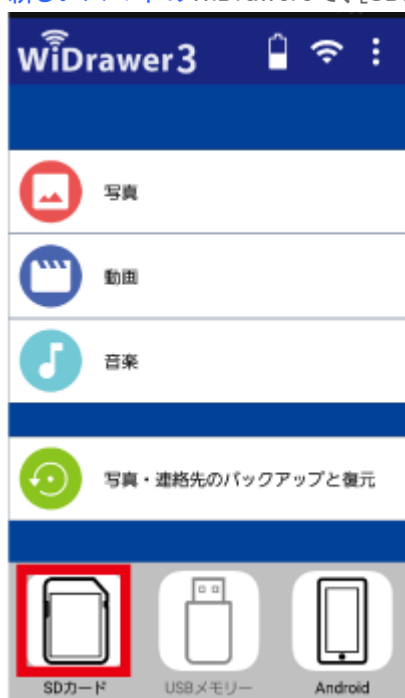 WiDrawer3
写真
動画
音楽
写真・連絡先のバックアップと復元
SDカード
USBメモリー
Android